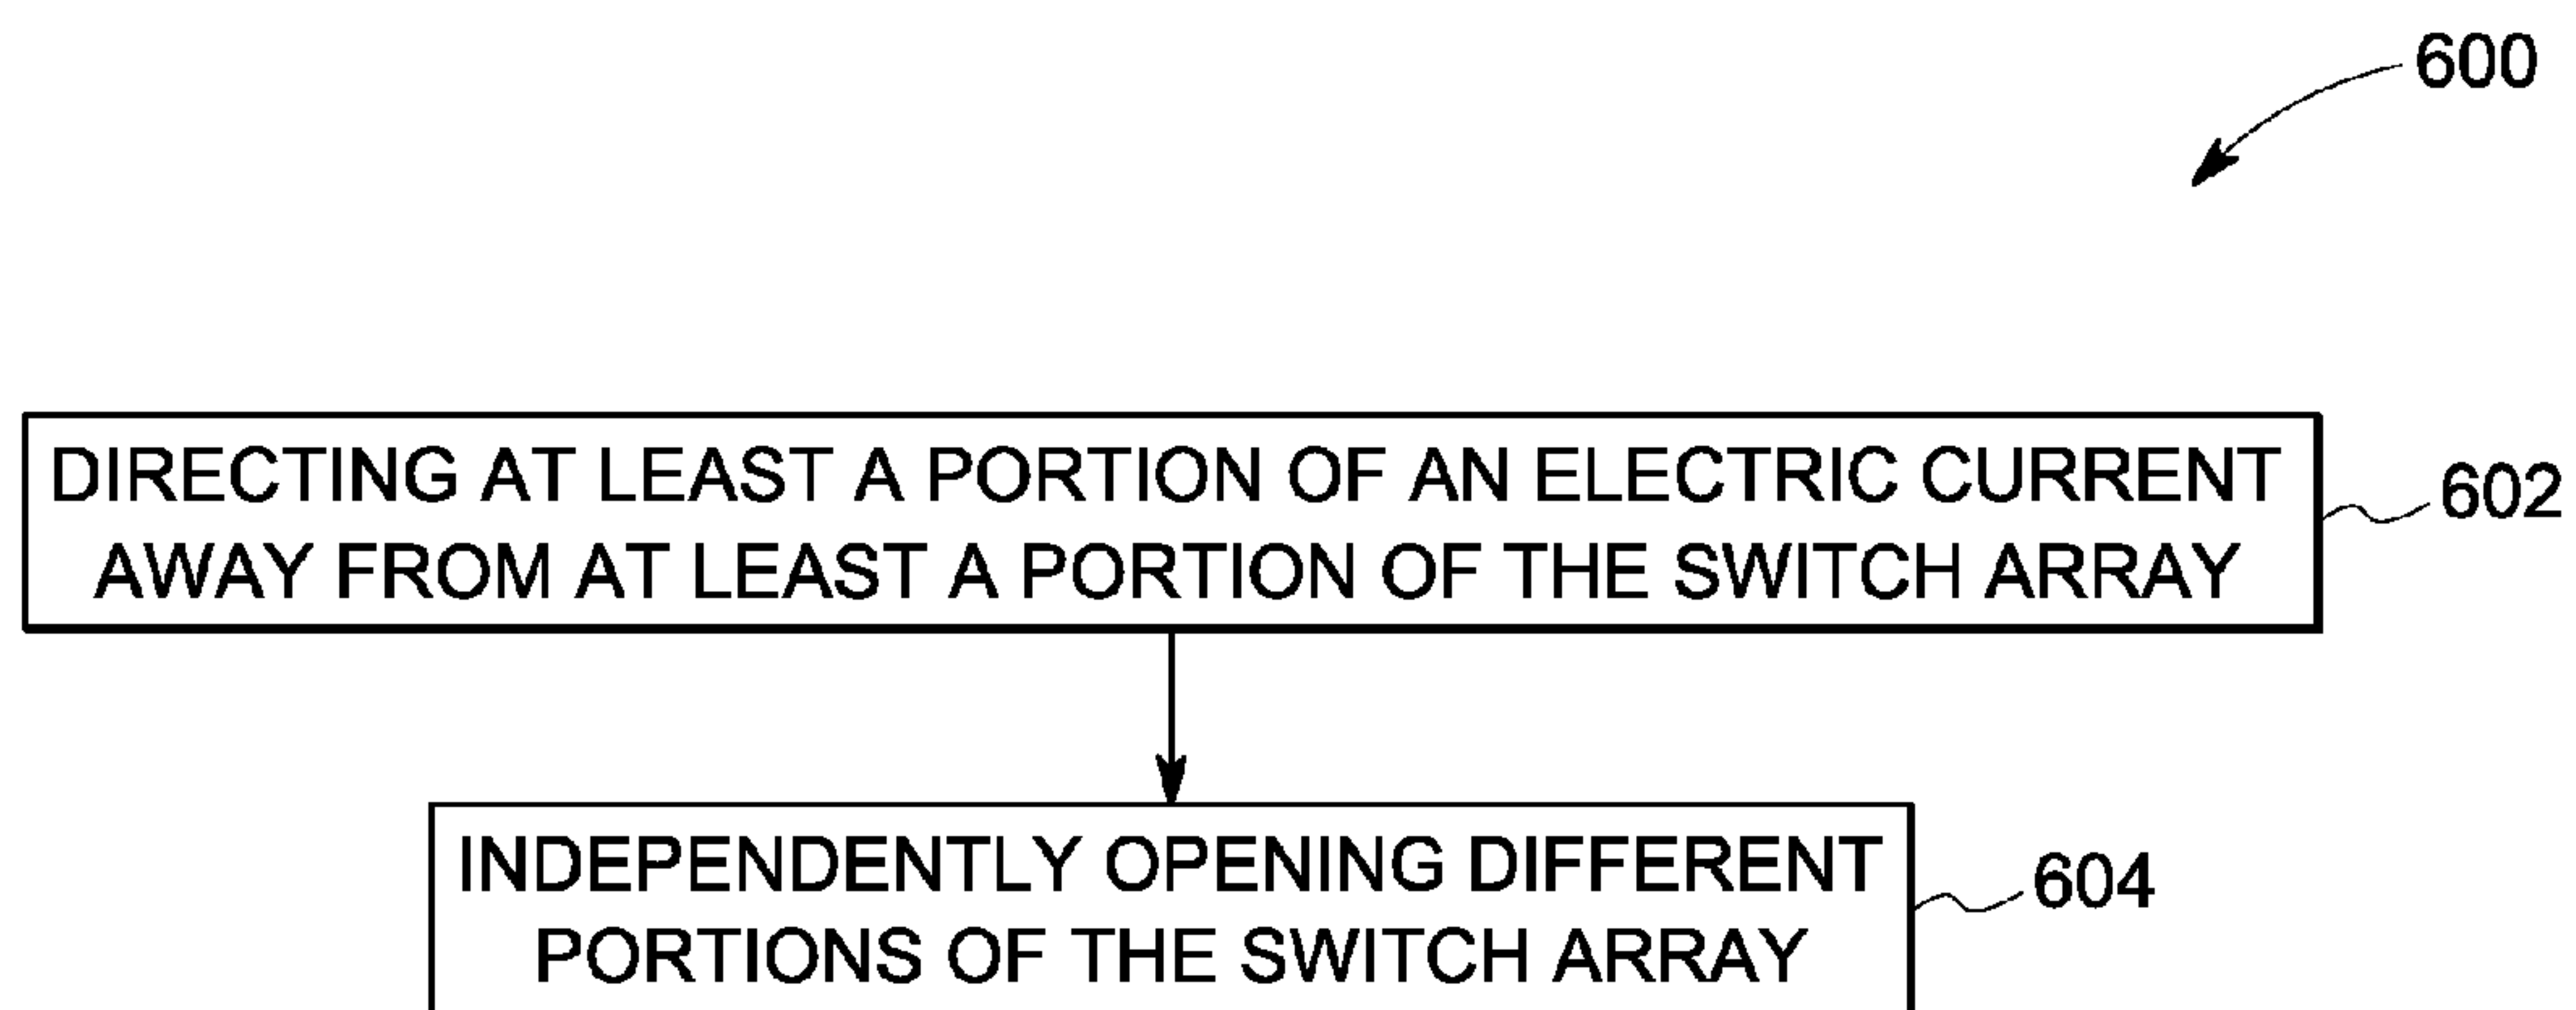 600
DIRECTING AT LEAST A PORTION OF AN ELECTRIC CURRENT
AWAY FROM AT LEAST A PORTION OF THE SWITCH ARRAY
602
INDEPENDENTLY OPENING DIFFERENT
PORTIONS OF THE SWITCH ARRAY
604